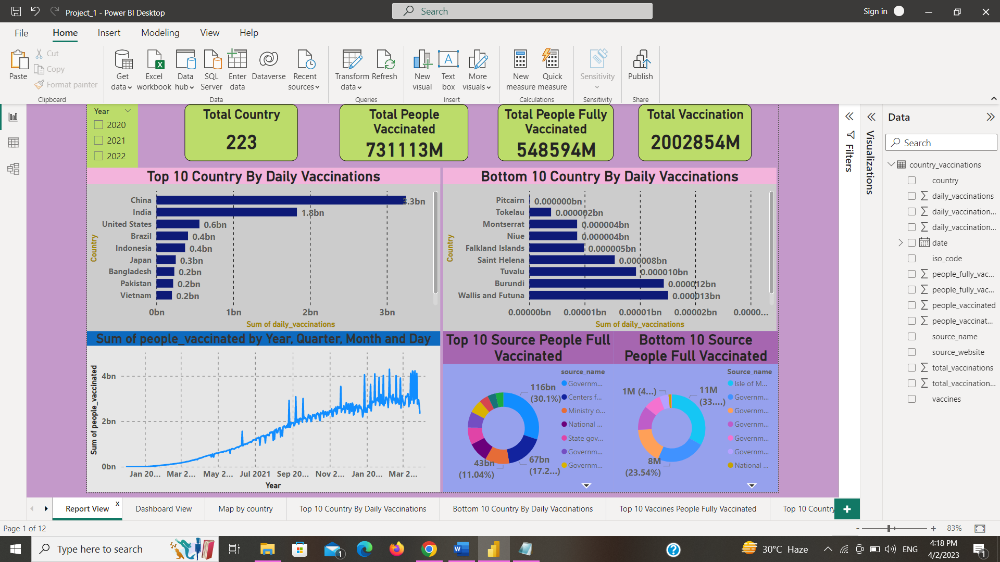 Project_1 - Power BI Desktop
Search
Sign in
File
Home
Insert
Modeling
View
Help
Paste
Cut
Copy
Format painter
Clipboard
Get data
Excel workbook
Data hub
SQL Server
Enter data
Dataverse
Recent sources
Data
Transform data
Refresh
Queries
New visual
Text box
More visuals
Insert
New measure
Quick measure
Calculations
Sensitivity
Sensitivity
Publish
Share
Year
2020
2021
2022
Total Country
223
Total People Vaccinated
731113M
Total People Fully Vaccinated
548594M
Total Vaccination
2002854M
Top 10 Country By Daily Vaccinations
Country
China 3.3bn
India 1.8bn
United States 0.6bn
Brazil 0.4bn
Indonesia 0.4bn
Japan 0.3bn
Bangladesh 0.2bn
Pakistan 0.2bn
Vietnam 0.2bn
0bn 1bn 2bn 3bn
Sum of daily_vaccinations
Bottom 10 Country By Daily Vaccinations
Country
Pitcairn 0.000000bn
Tokelau 0.000002bn
Montserrat 0.000004bn
Niue 0.000004bn
Falkland Islands 0.000005bn
Saint Helena 0.000008bn
Tuvalu 0.000010bn
Burundi 0.000012bn
Wallis and Futuna 0.000013bn
0.00000bn 0.00001bn 0.00001bn 0.00002bn 0.0000...
Sum of daily_vaccinations
Sum of people_vaccinated by Year, Quarter, Month and Day
Sum of people_vaccinated
4bn
2bn
0bn
Jan 20... Mar 2... May 2... Jul 2021 Sep 20... Nov 2... Jan 20... Mar 2...
Year
Top 10 Source People Full Vaccinated
116bn (30.1%)
67bn (17.2...)
43bn (11.04%)
source_name
Governm...
Centers f...
Ministry o...
National ...
State gov...
Governm...
Governm...
Bottom 10 Source People Full Vaccinated
1M (4...)
11M (33....)
8M (23.54%)
Source_name
Isle of M...
Governm...
Governm...
Governm...
Governm...
Governm...
National ...
Filters
Visualizations
Data
Search
country_vaccinations
country
daily_vaccinations
daily_vaccination...
daily_vaccination...
date
iso_code
people_fully_vac...
people_fully_vac...
people_vaccinated
people_vaccinat...
source_name
source_website
total_vaccinations
total_vaccination...
vaccines
Report View x
Dashboard View
Map by country
Top 10 Country By Daily Vaccinations
Bottom 10 Country By Daily Vaccinations
Top 10 Vaccines People Fully Vaccinated
Top 10 Country
Page 1 of 12
83%
Type here to search
1
30°C Haze
ENG
4:18 PM
4/2/2023
1